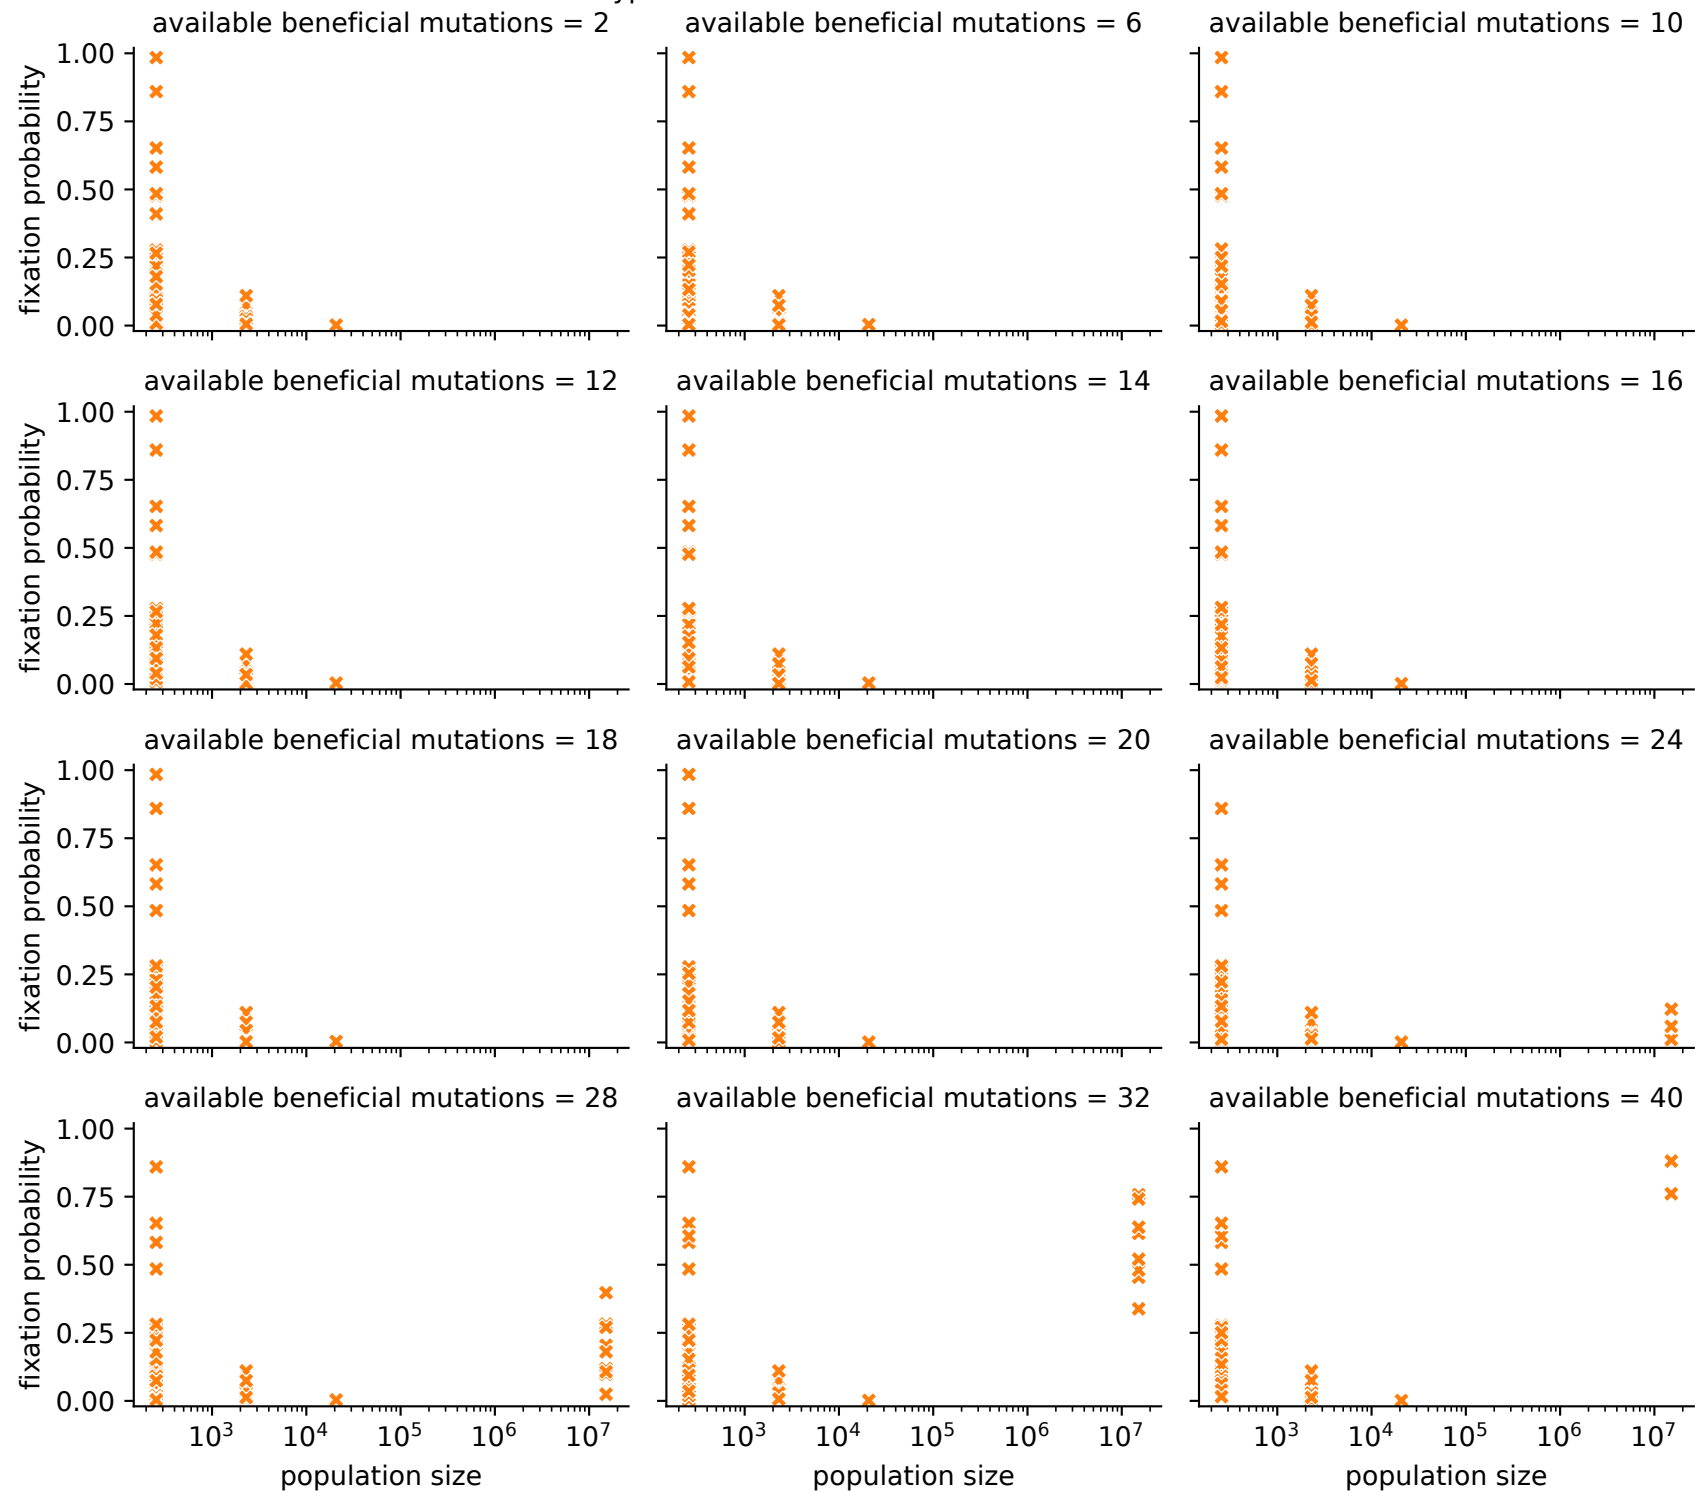 available beneficial mutations = 2
available beneficial mutations = 6
available beneficial mutations = 10
fixation probability
1.00
0.75
0.50
0.25
0.00
available beneficial mutations = 12
available beneficial mutations = 14
available beneficial mutations = 16
fixation probability
1.00
0.75
0.50
0.25
0.00
available beneficial mutations = 18
available beneficial mutations = 20
available beneficial mutations = 24
fixation probability
1.00
0.75
0.50
0.25
0.00
available beneficial mutations = 28
available beneficial mutations = 32
available beneficial mutations = 40
fixation probability
1.00
0.75
0.50
0.25
0.00
10³ 10⁴ 10⁵ 10⁶ 10⁷
10³ 10⁴ 10⁵ 10⁶ 10⁷
10³ 10⁴ 10⁵ 10⁶ 10⁷
population size
population size
population size